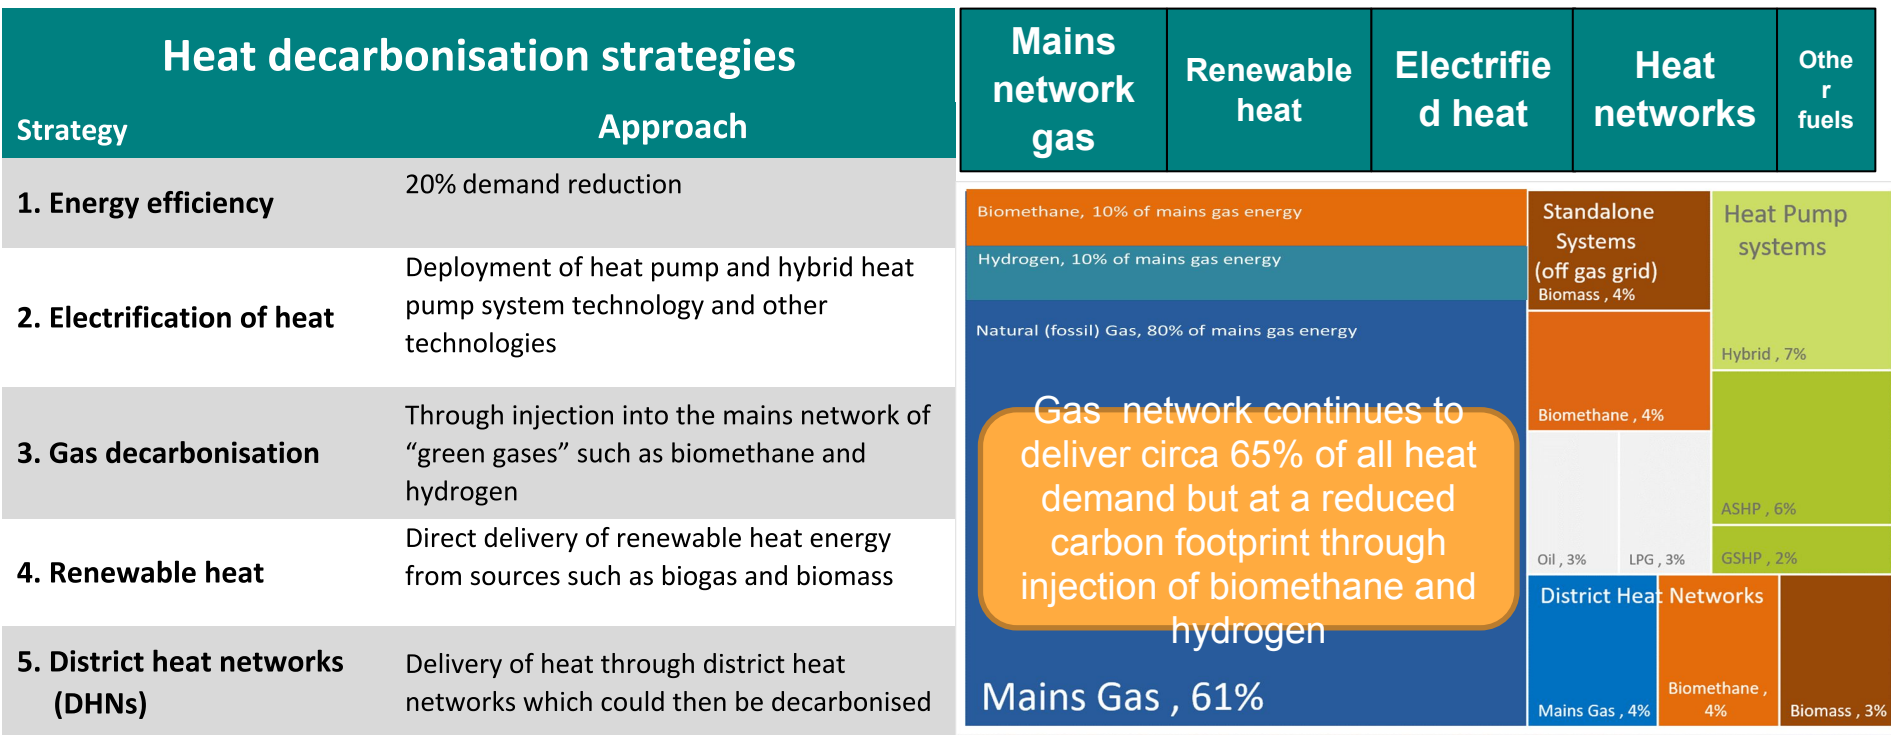 Heat decarbonisation strategies
Strategy
Approach
1. Energy efficiency
20% demand reduction
2. Electrification of heat
Deployment of heat pump and hybrid heat
pump system technology and other
technologies
3. Gas decarbonisation
Through injection into the mains network of
“green gases” such as biomethane and
hydrogen
4. Renewable heat
Direct delivery of renewable heat energy
from sources such as biogas and biomass
5. District heat networks
(DHNs)
Delivery of heat through district heat
networks which could then be decarbonised
Mains
network
gas
Renewable
heat
Electrifie
d heat
Heat
networks
Othe
r
fuels
Biomethane, 10% of mains gas energy
Hydrogen, 10% of mains gas energy
Natural (fossil) Gas, 80% of mains gas energy
Gas network continues to
deliver circa 65% of all heat
demand but at a reduced
carbon footprint through
injection of biomethane and
hydrogen
Mains Gas , 61%
Standalone
Systems
(off gas grid)
Biomass , 4%
Biomethane , 4%
Oil , 3%
LPG , 3%
Heat Pump
systems
Hybrid , 7%
ASHP , 6%
GSHP , 2%
District Heat Networks
Mains Gas , 4%
Biomethane ,
4%
Biomass , 3%